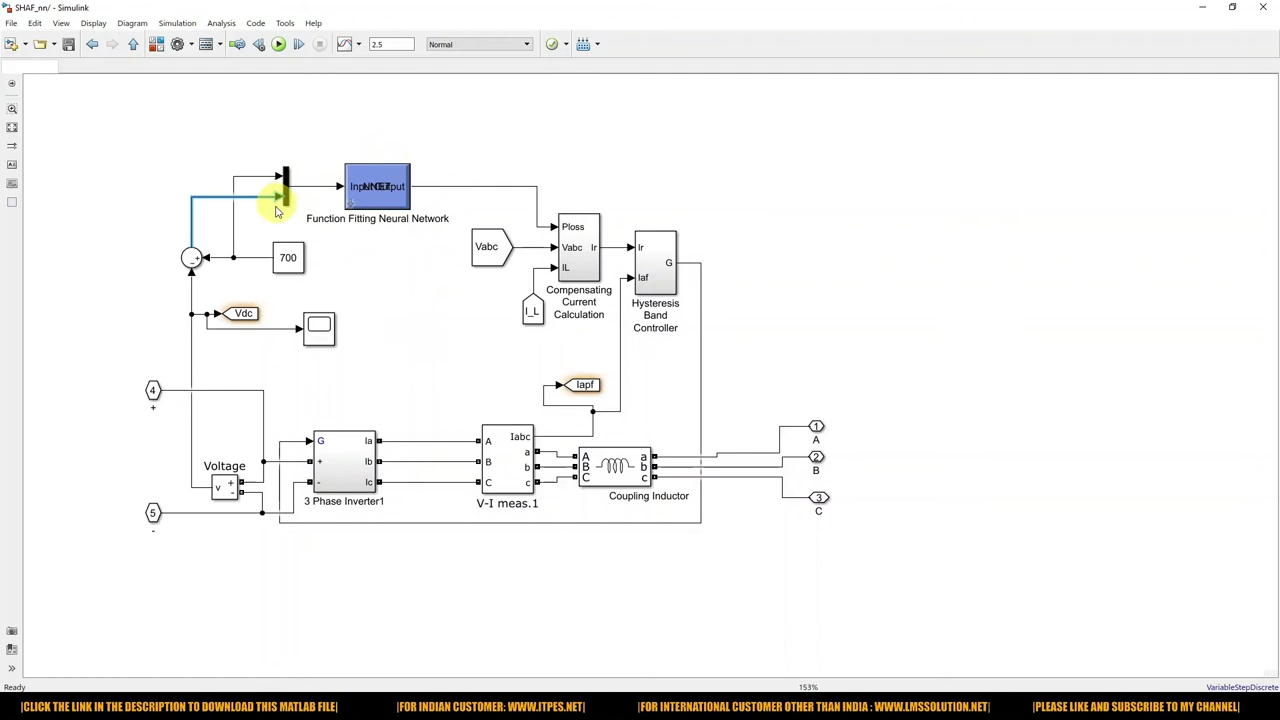 SHAF_nn/ - Simulink
File Edit View Display Diagram Simulation Analysis Code Tools Help
2.5
Normal
Function Fitting Neural Network
700
Vabc
Ploss
Vabc
IL
Ir
Compensating
Current
Calculation
Ir
Iaf
G
Hysteresis
Band
Controller
I_L
Vdc
Iapf
4
+
5
-
Voltage
v
+
-
G
+
-
Ia
Ib
Ic
3 Phase Inverter1
A
B
C
Iabc
a
b
c
V-I meas.1
A
B
C
a
b
c
Coupling Inductor
1
A
2
B
3
C
Ready
153%
VariableStepDiscrete
|CLICK THE LINK IN THE DESCRIPTION TO DOWNLOAD THIS MATLAB FILE| |FOR INDIAN CUSTOMER: WWW.ITPES.NET| |FOR INTERNATIONAL CUSTOMER OTHER THAN INDIA : WWW.LMSSOLUTION.NET| |PLEASE LIKE AND SUBSCRIBE TO MY CHANNEL|